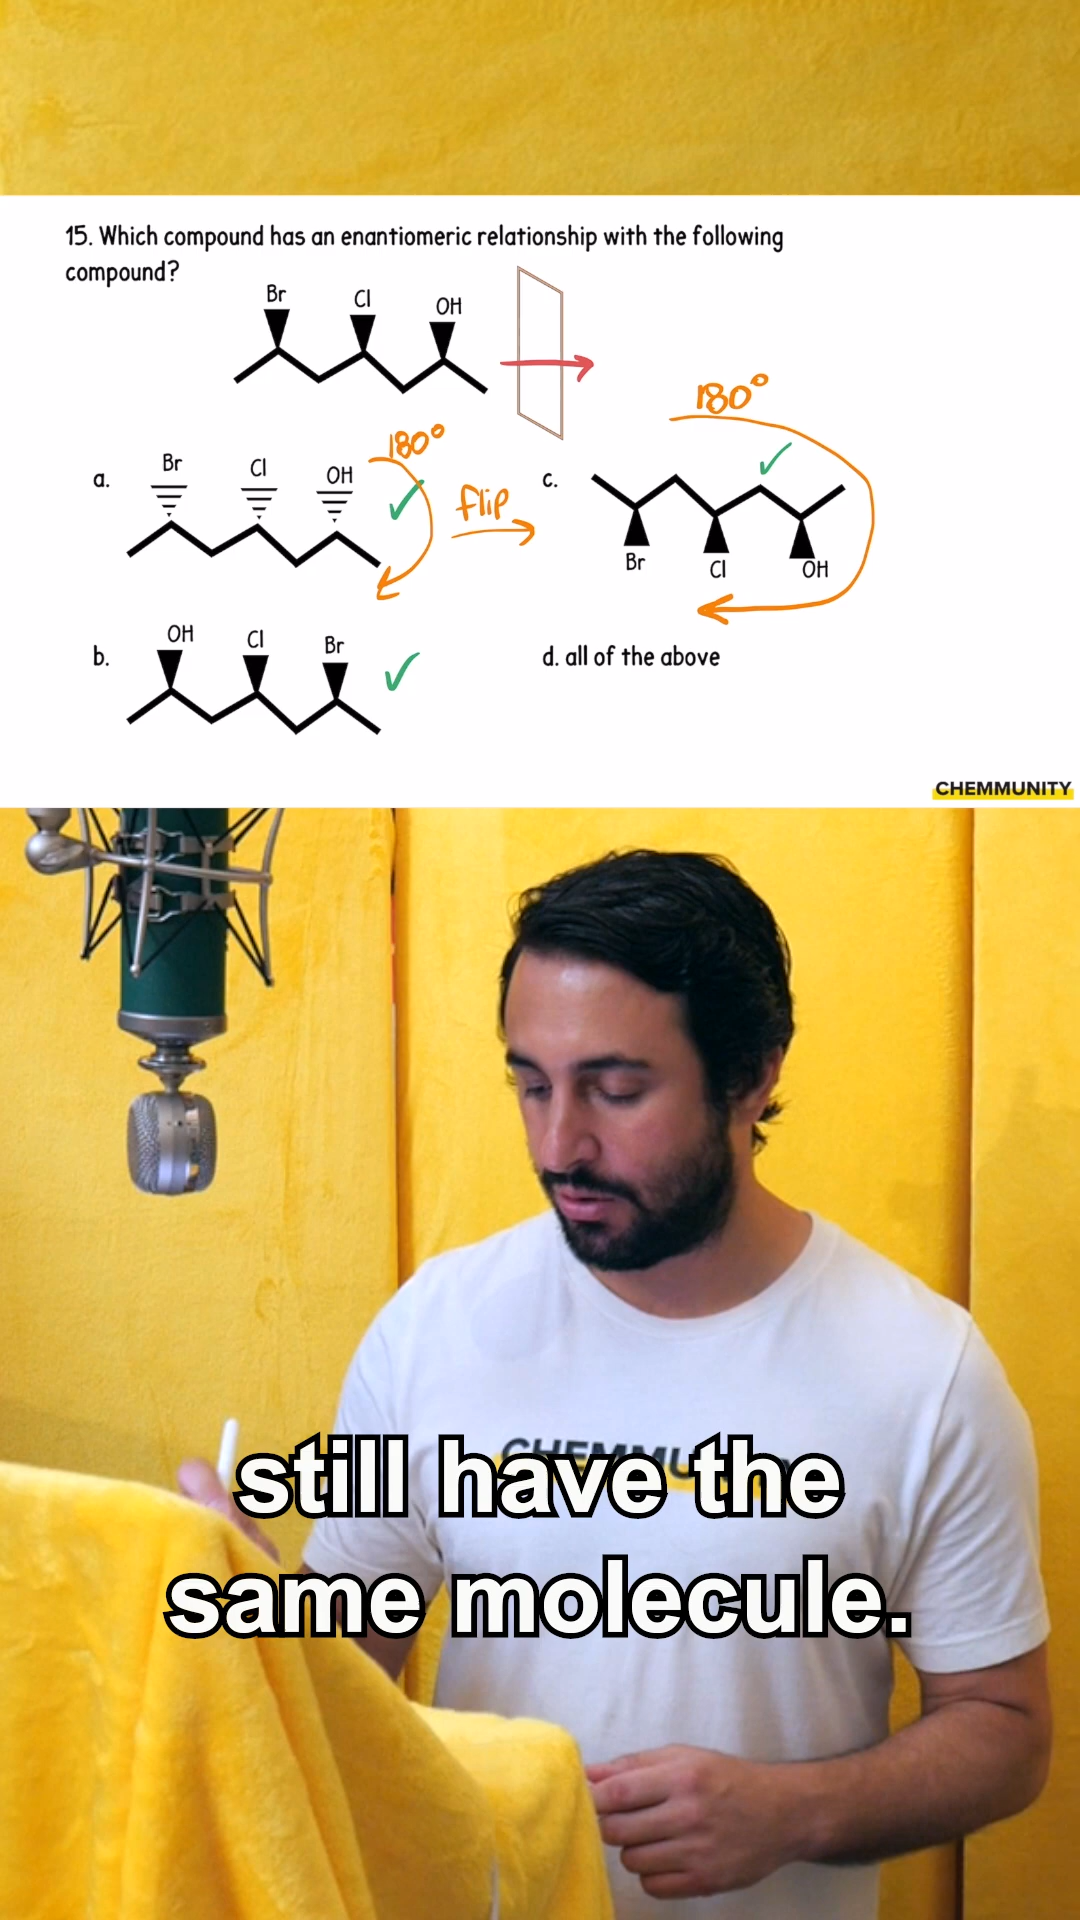 15. Which compound has an enantiomeric relationship with the following
compound?
Br
Cl
OH
180°
180°
a.
Br
Cl
OH
flip
c.
Br
Cl
OH
b.
OH
Cl
Br
d. all of the above
CHEMMUNITY
CHEMMU
still have the
same molecule.